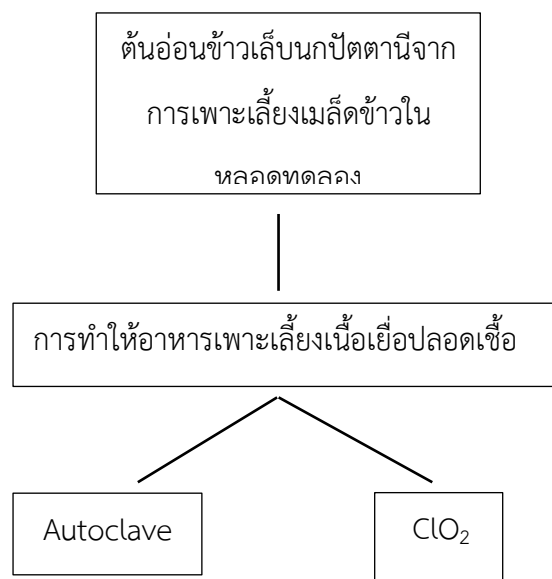 ต้นอ่อนข้าวเล็บนกปัตตานีจาก
การเพาะเลี้ยงเมล็ดข้าวใน
หลอดทดลอง
การทำให้อาหารเพาะเลี้ยงเนื้อเยื่อปลอดเชื้อ
Autoclave
ClO₂